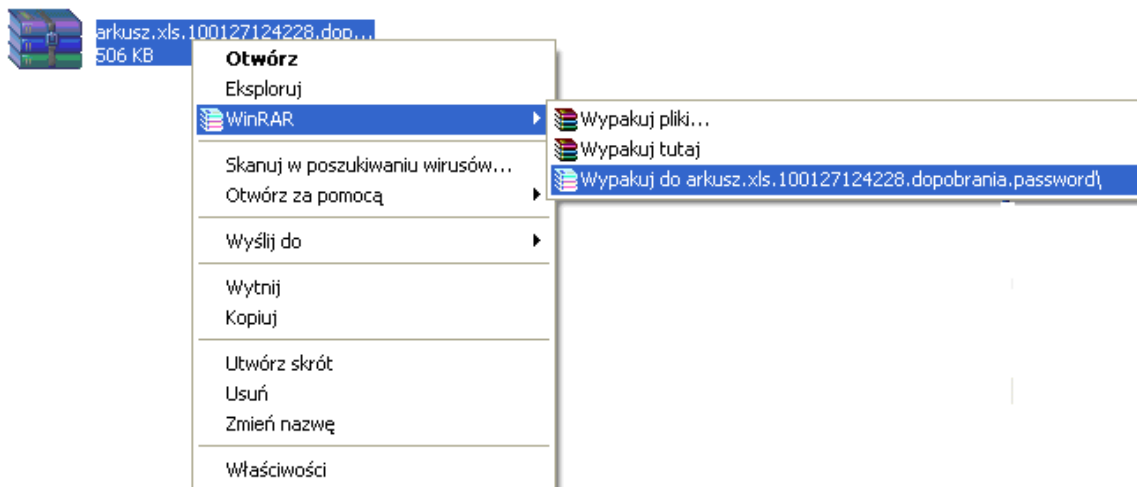 arkusz.xls.100127124228.dop...
506 KB
Otwórz
Eksploruj
WinRAR
Skanuj w poszukiwaniu wirusów...
Otwórz za pomocą
Wyślij do
Wytnij
Kopiuj
Utwórz skrót
Usuń
Zmień nazwę
Właściwości
Wypakuj pliki...
Wypakuj tutaj
Wypakuj do arkusz.xls.100127124228.dopobrania.password\